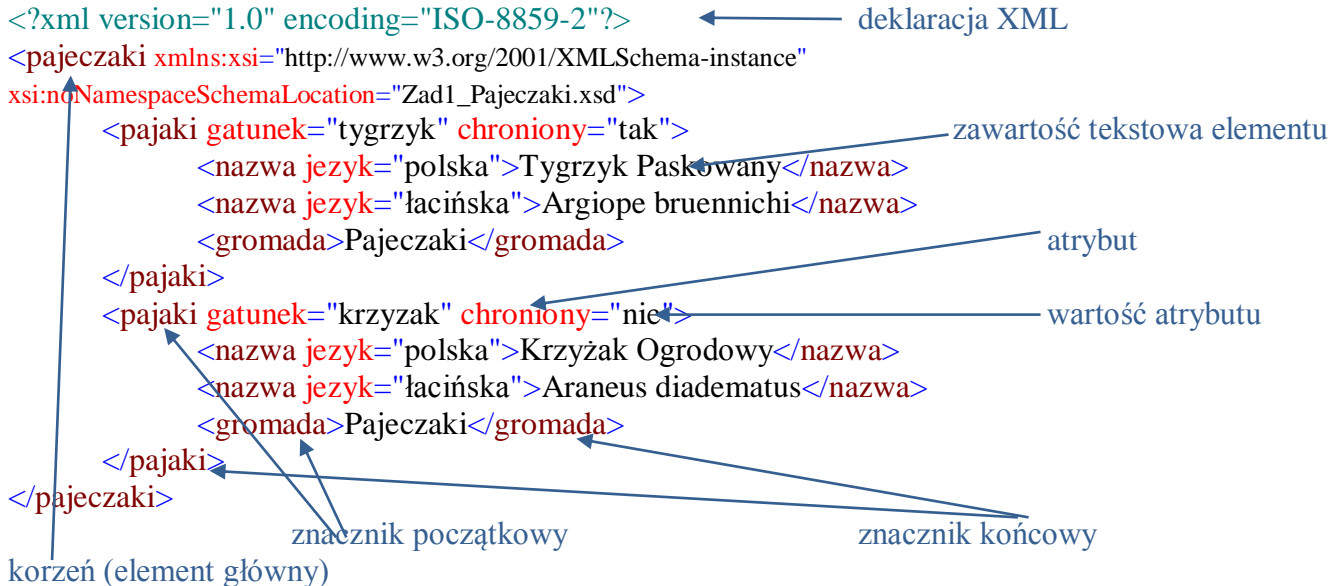 <?xml version="1.0" encoding="ISO-8859-2"?> deklaracja XML
<pajeczaki xmlns:xsi="http://www.w3.org/2001/XMLSchema-instance"
xsi:noNamespaceSchemaLocation="Zad1_Pajeczaki.xsd">
<pajaki gatunek="tygrzyk" chroniony="tak"> zawartość tekstowa elementu
<nazwa jezyk="polska">Tygrzyk Paskowany</nazwa>
<nazwa jezyk="łacińska">Argiope bruennichi</nazwa>
<gromada>Pajeczaki</gromada> atrybut
</pajaki>
<pajaki gatunek="krzyzak" chroniony="nie"> wartość atrybutu
<nazwa jezyk="polska">Krzyżak Ogrodowy</nazwa>
<nazwa jezyk="łacińska">Araneus diadematus</nazwa>
<gromada>Pajeczaki</gromada>
</pajaki>
</pajeczaki>
znacznik początkowy znacznik końcowy
korzeń (element główny)